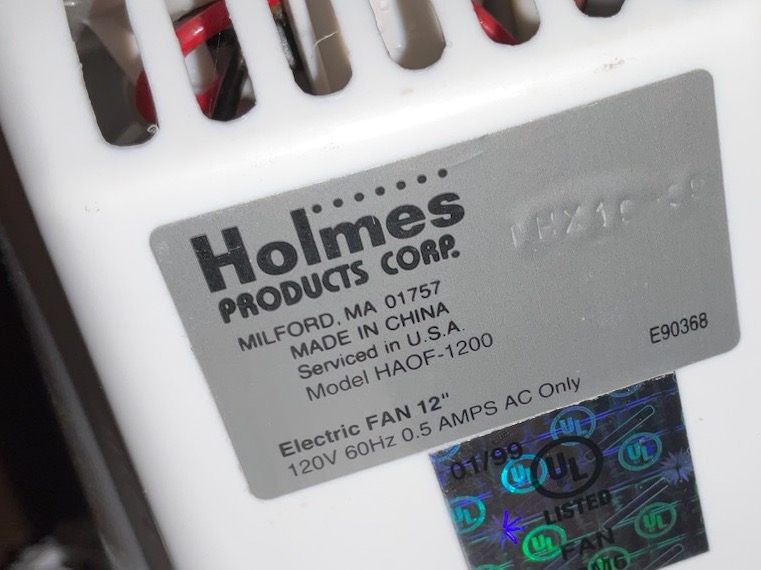 Holmes
PRODUCTS CORP.
MILFORD, MA 01757
MADE IN CHINA
Serviced in U.S.A.
Model HAOF-1200
E90368
Electric FAN 12"
120V 60Hz 0.5 AMPS AC Only
01/99
UL
LISTED
FAN